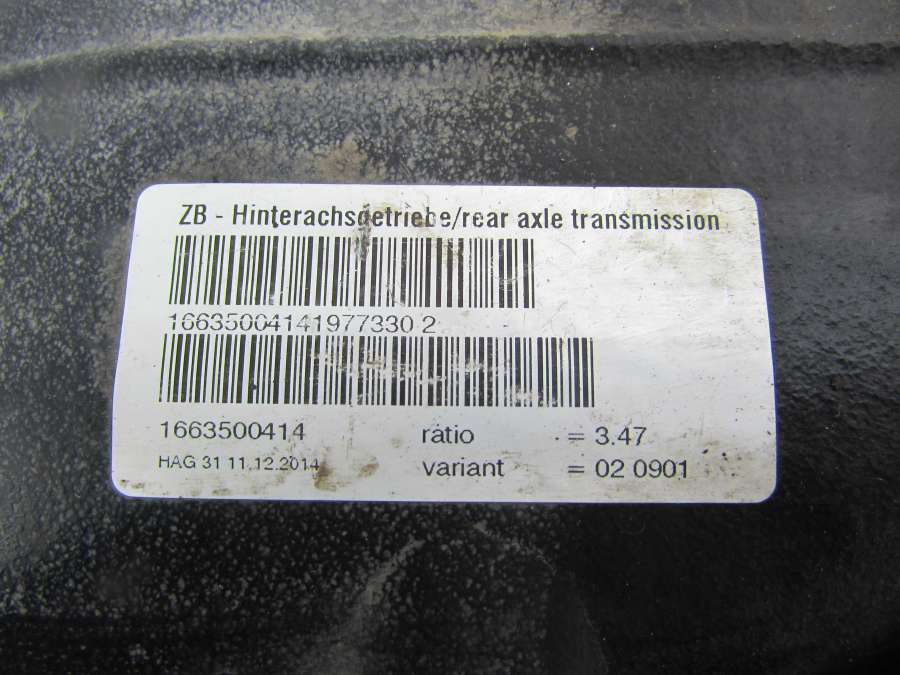 ZB - Hinterachsgetriebe/rear axle transmission
16635004141977330 2
1663500414
ratio = 3.47
HAG 31 11.12.2014
variant = 02 0901